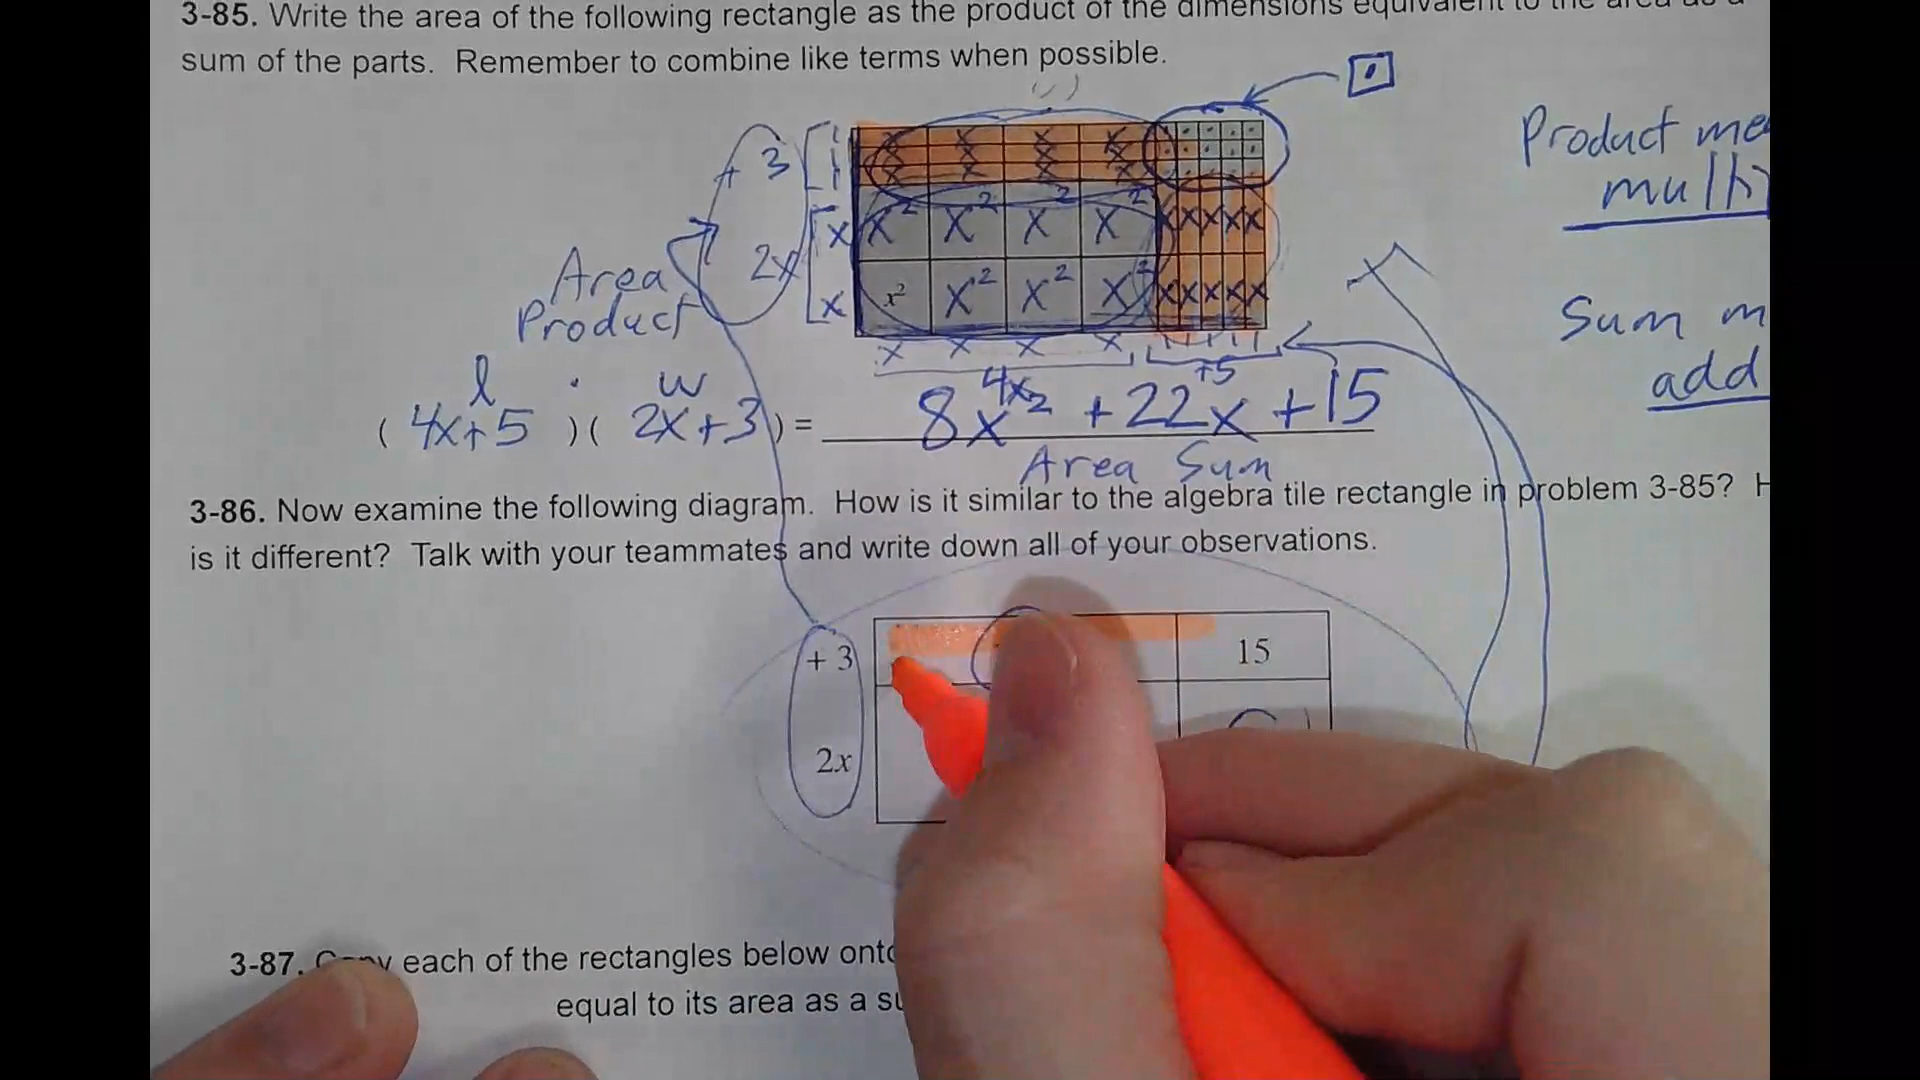 3-85. Write the area of the following rectangle as the product of the dimensions equivalent to the area as a
sum of the parts. Remember to combine like terms when possible.
Product
multi
Sum
add
+ 3
2x
x
x
x x x x
x x x x
x x x x
x² x² x² x² x x x x x
x² x² x² x² x x x x x
x x x x
4x +5
Area
Product
l · w
(4x+5)(2x+3) = 8x² + 22x + 15
Area Sum
3-86. Now examine the following diagram. How is it similar to the algebra tile rectangle in problem 3-85?
is it different? Talk with your teammates and write down all of your observations.
+ 3
15
2x
3-87. each of the rectangles below
equal to its area as a